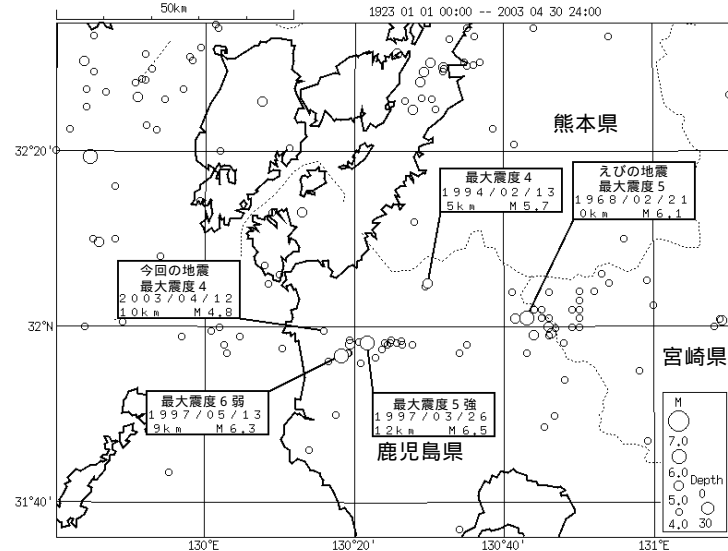 50km
1923 01 01 00:00 -- 2003 04 30 24:00
熊本県
32°20'
最大震度４
1994/02/13
5km M5.7
えびの地震
最大震度５
1968/02/21
0km M6.1
今回の地震
最大震度４
2003/04/12
10km M4.8
32°N
宮崎県
最大震度６弱
1997/05/13
9km M6.3
最大震度５強
1997/03/26
12km M6.5
鹿児島県
M
7.0
6.0
5.0
4.0
Depth
0
30
31°40'
130°E
130°20'
130°40'
131°E